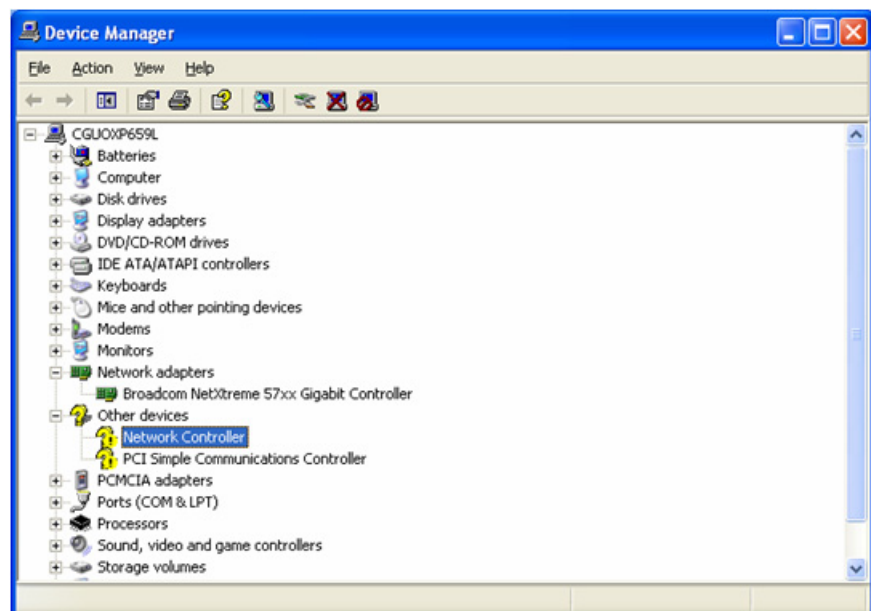 Device Manager
File Action View Help
CGUOXP659L
Batteries
Computer
Disk drives
Display adapters
DVD/CD-ROM drives
IDE ATA/ATAPI controllers
Keyboards
Mice and other pointing devices
Modems
Monitors
Network adapters
Broadcom NetXtreme 57xx Gigabit Controller
Other devices
Network Controller
PCI Simple Communications Controller
PCMCIA adapters
Ports (COM & LPT)
Processors
Sound, video and game controllers
Storage volumes